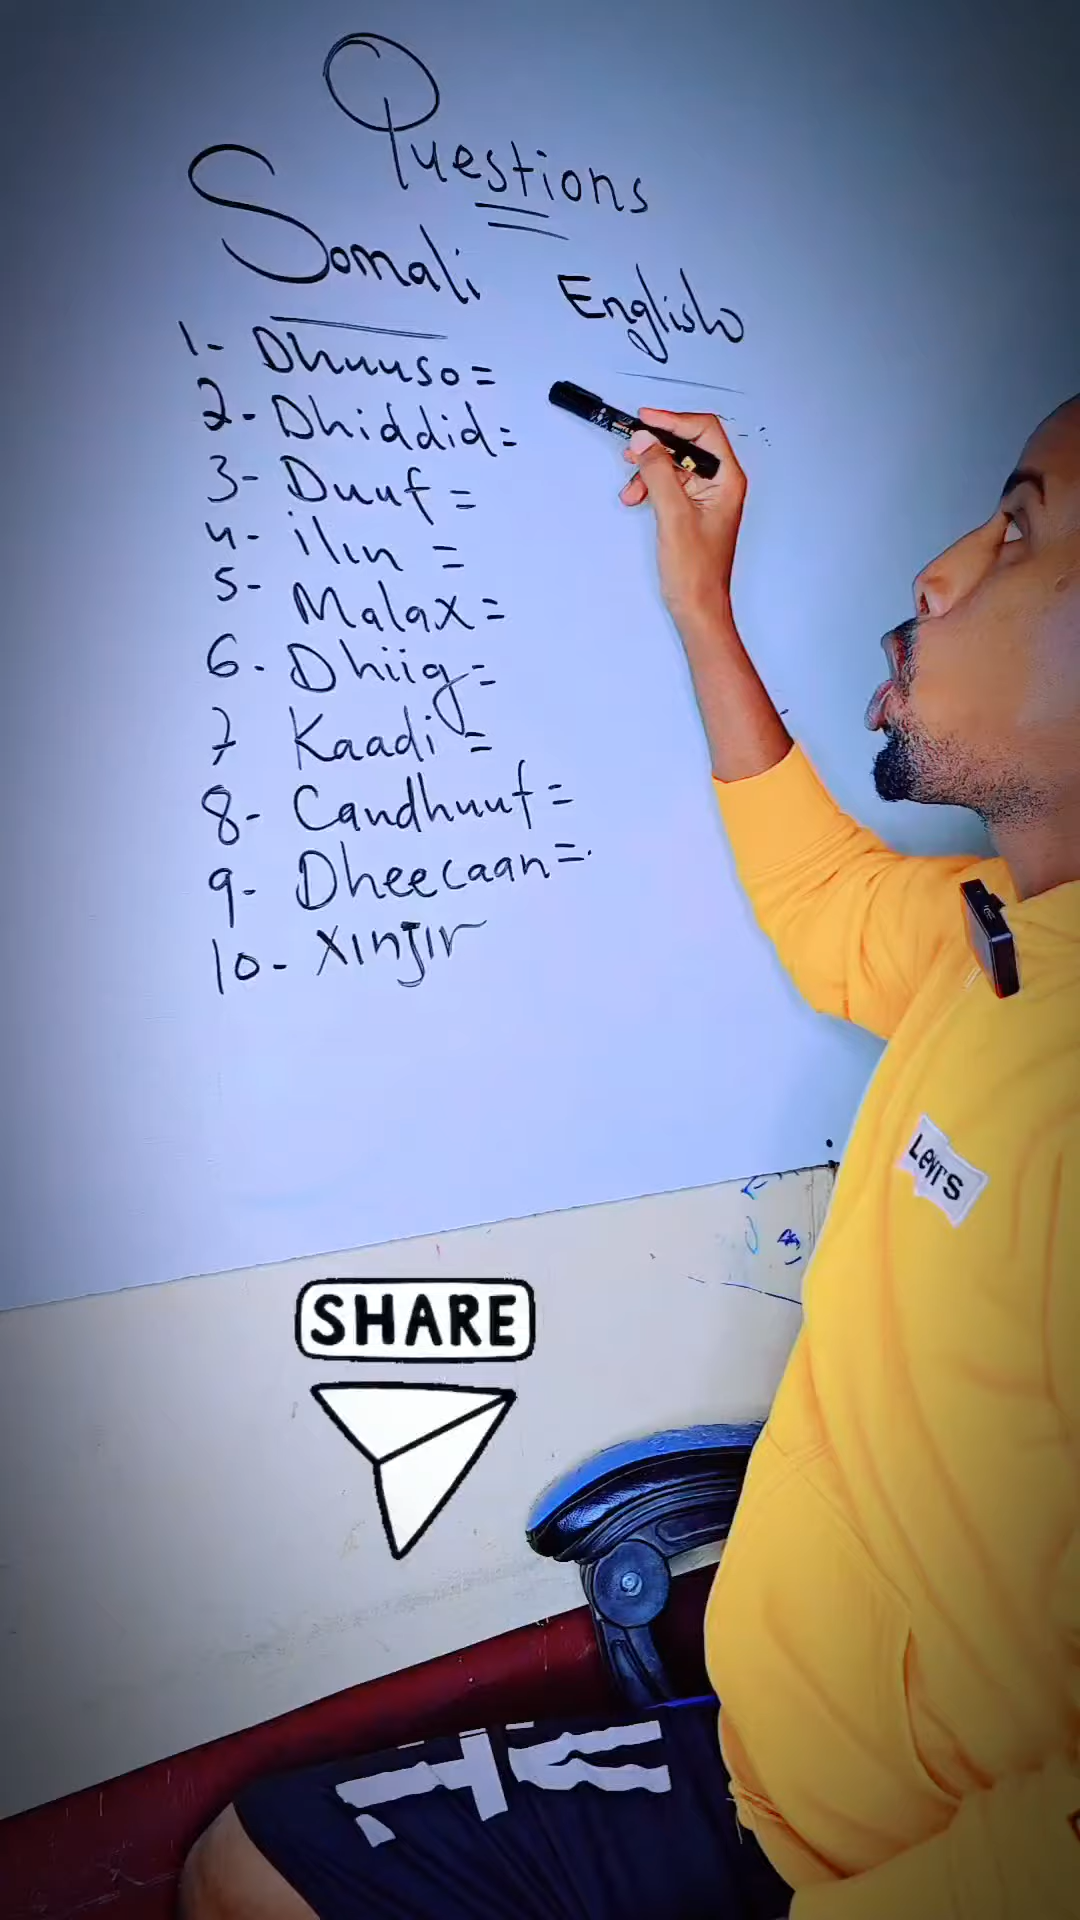 Questions
Somali English
1- Dhuuso=
2- Dhiddid=
3- Duuf =
4- ilin =
5- Malax=
6- Dhiig=
7 Kaadi =
8- Candhuuf=
9- Dheecaan=
10- Xinjir
LEVI'S
SHARE